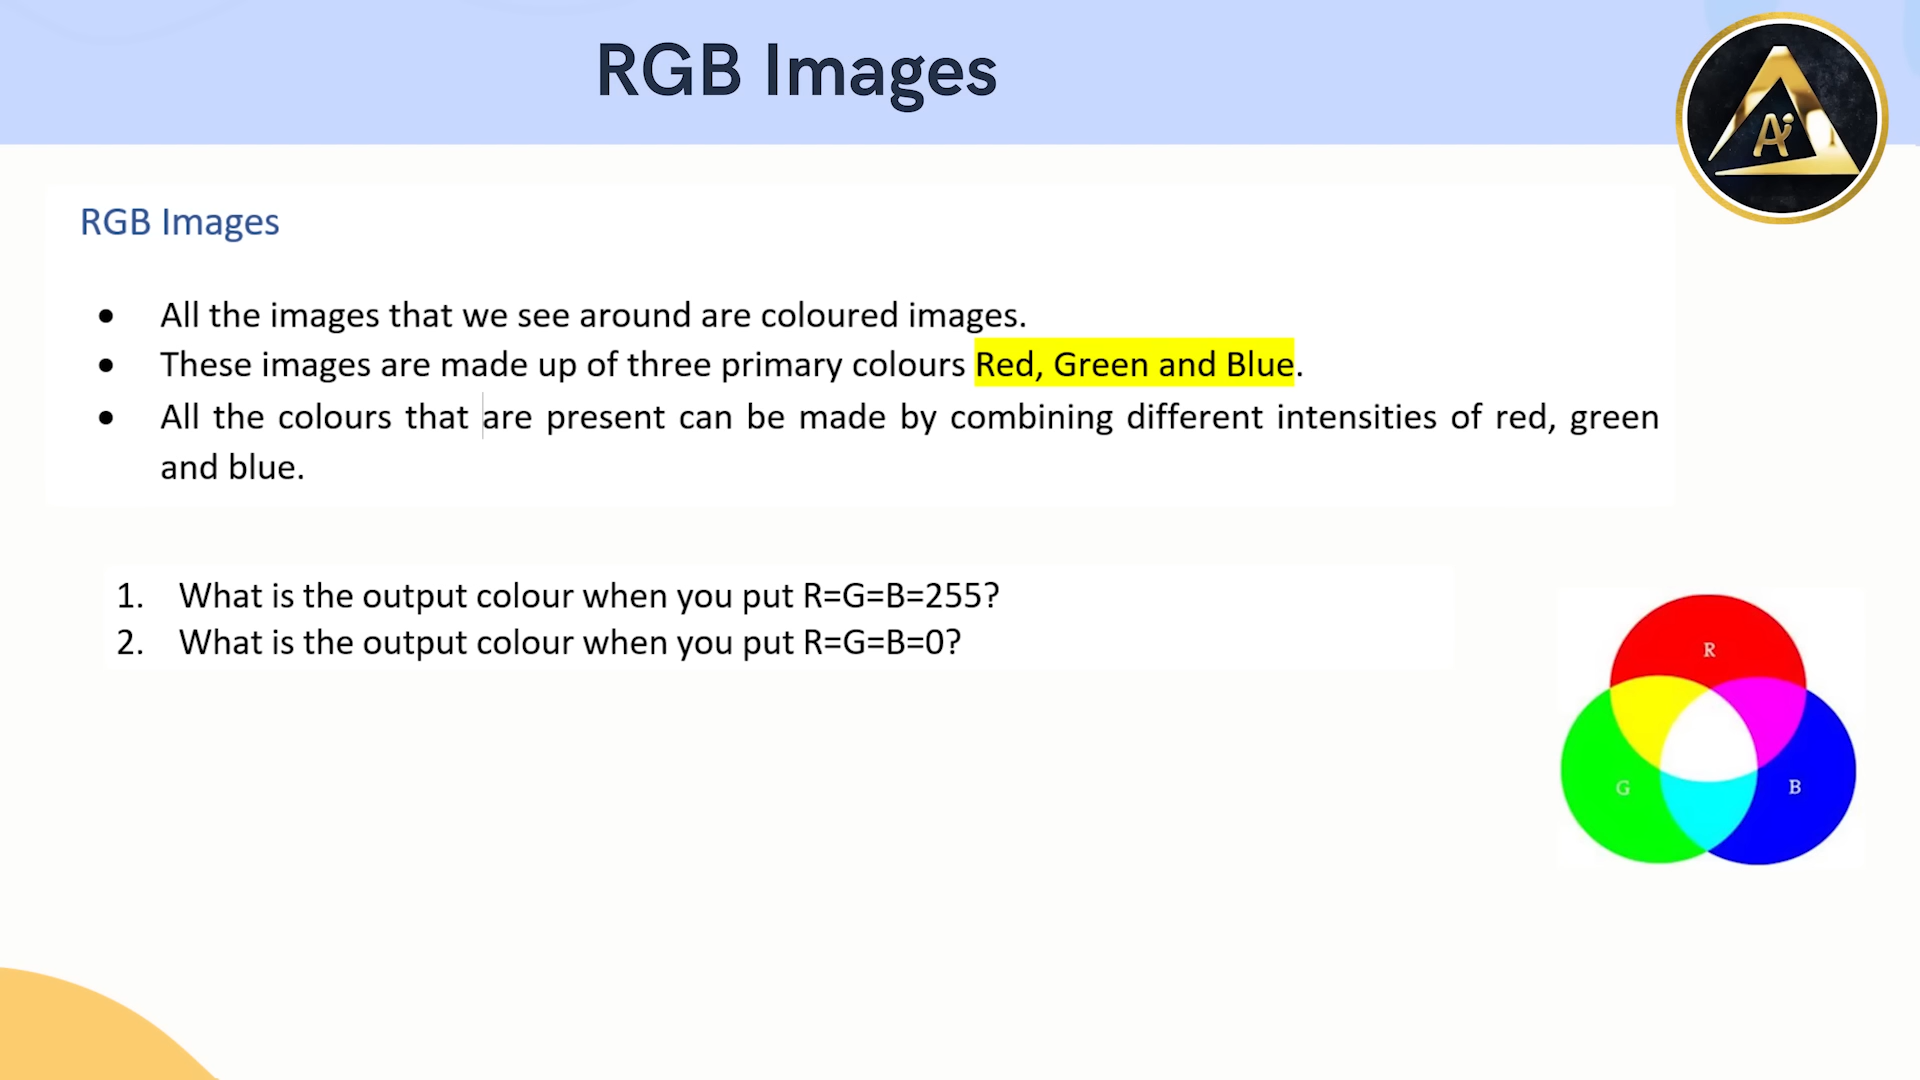 RGB Images
Ai
RGB Images
• All the images that we see around are coloured images.
• These images are made up of three primary colours Red, Green and Blue.
• All the colours that are present can be made by combining different intensities of red, green
and blue.
1. What is the output colour when you put R=G=B=255?
2. What is the output colour when you put R=G=B=0?
R
G
B